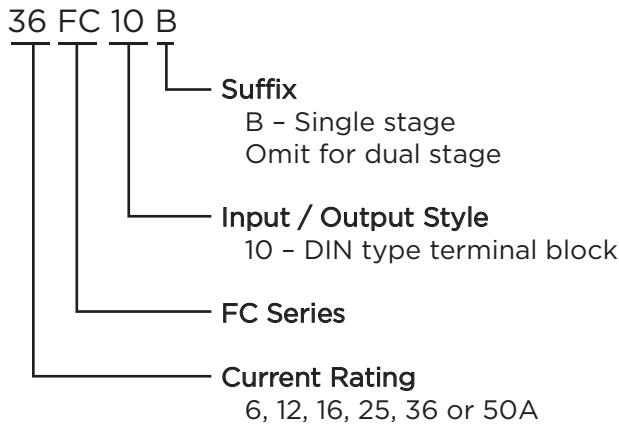 36 FC 10 B
Suffix
B – Single stage
Omit for dual stage
Input / Output Style
10 – DIN type terminal block
FC Series
Current Rating
6, 12, 16, 25, 36 or 50A